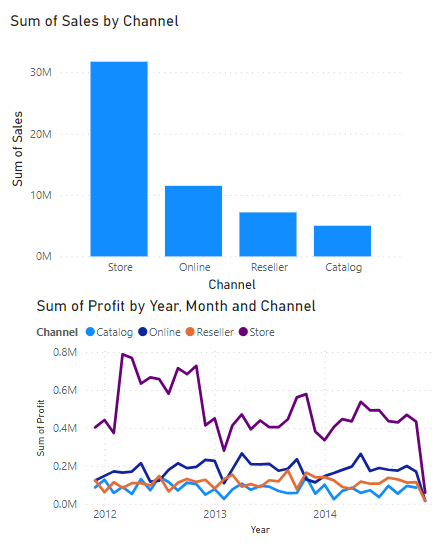 Sum of Sales by Channel
30M
20M
10M
0M
Sum of Sales
Store Online Reseller Catalog
Channel
Sum of Profit by Year, Month and Channel
Channel Catalog Online Reseller Store
0.8M
0.6M
0.4M
0.2M
0.0M
Sum of Profit
2012 2013 2014
Year